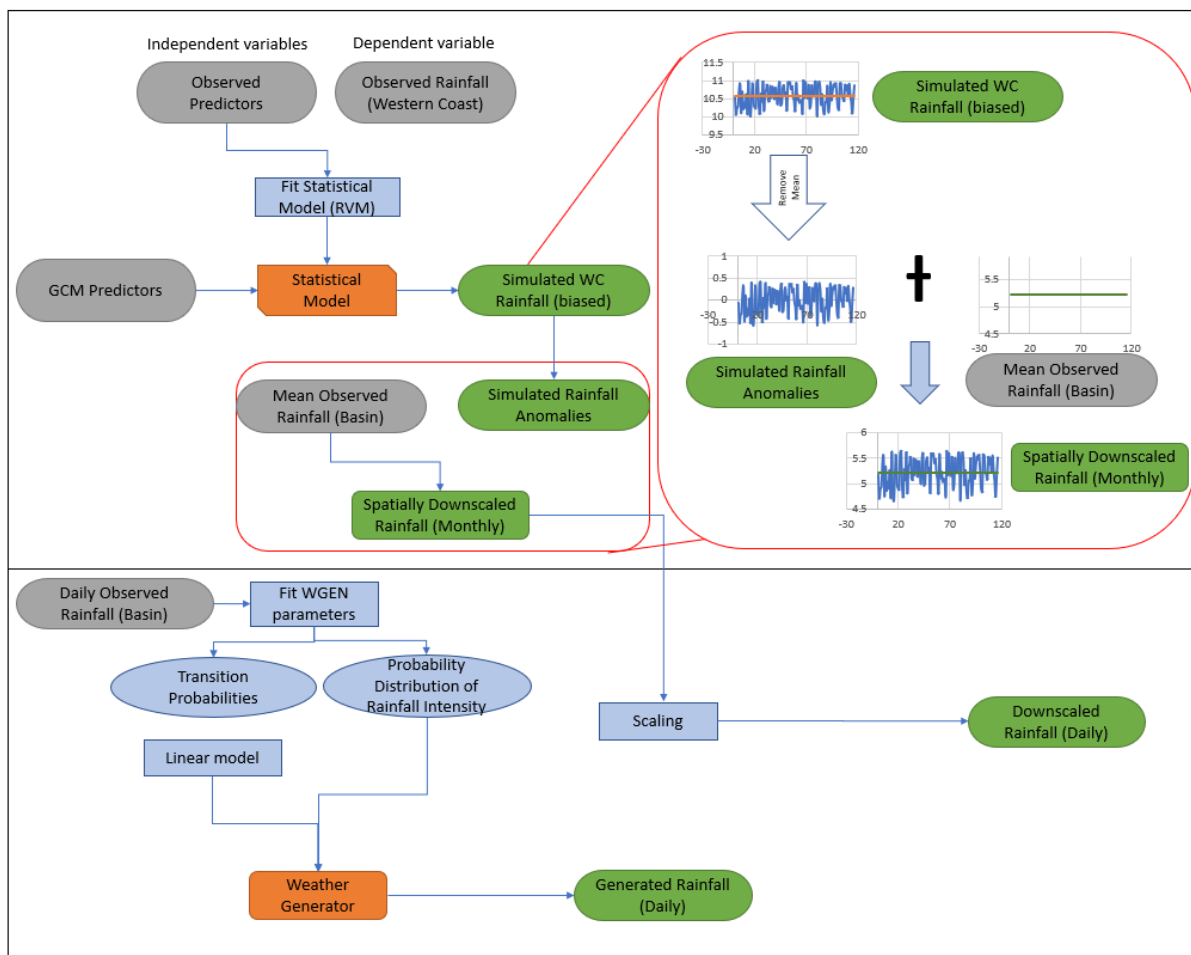 Independent variables
Dependent variable
Observed
Predictors
Observed Rainfall
(Western Coast)
Fit Statistical
Model (RVM)
GCM Predictors
Statistical
Model
Simulated WC
Rainfall (biased)
Mean Observed
Rainfall (Basin)
Simulated Rainfall
Anomalies
Spatially Downscaled
Rainfall (Monthly)
11.5
11
10.5
10
9.5
-30
20
70
120
Simulated WC
Rainfall (biased)
Remove
Mean
1
0.5
0
-0.5
-1
-30
20
70
120
5.5
5
4.5
-30
20
70
120
Simulated Rainfall
Anomalies
Mean Observed
Rainfall (Basin)
6
5.5
5
4.5
-30
20
70
120
Spatially Downscaled
Rainfall (Monthly)
Daily Observed
Rainfall (Basin)
Fit WGEN
parameters
Transition
Probabilities
Probability
Distribution of
Rainfall Intensity
Linear model
Scaling
Downscaled
Rainfall (Daily)
Weather
Generator
Generated Rainfall
(Daily)